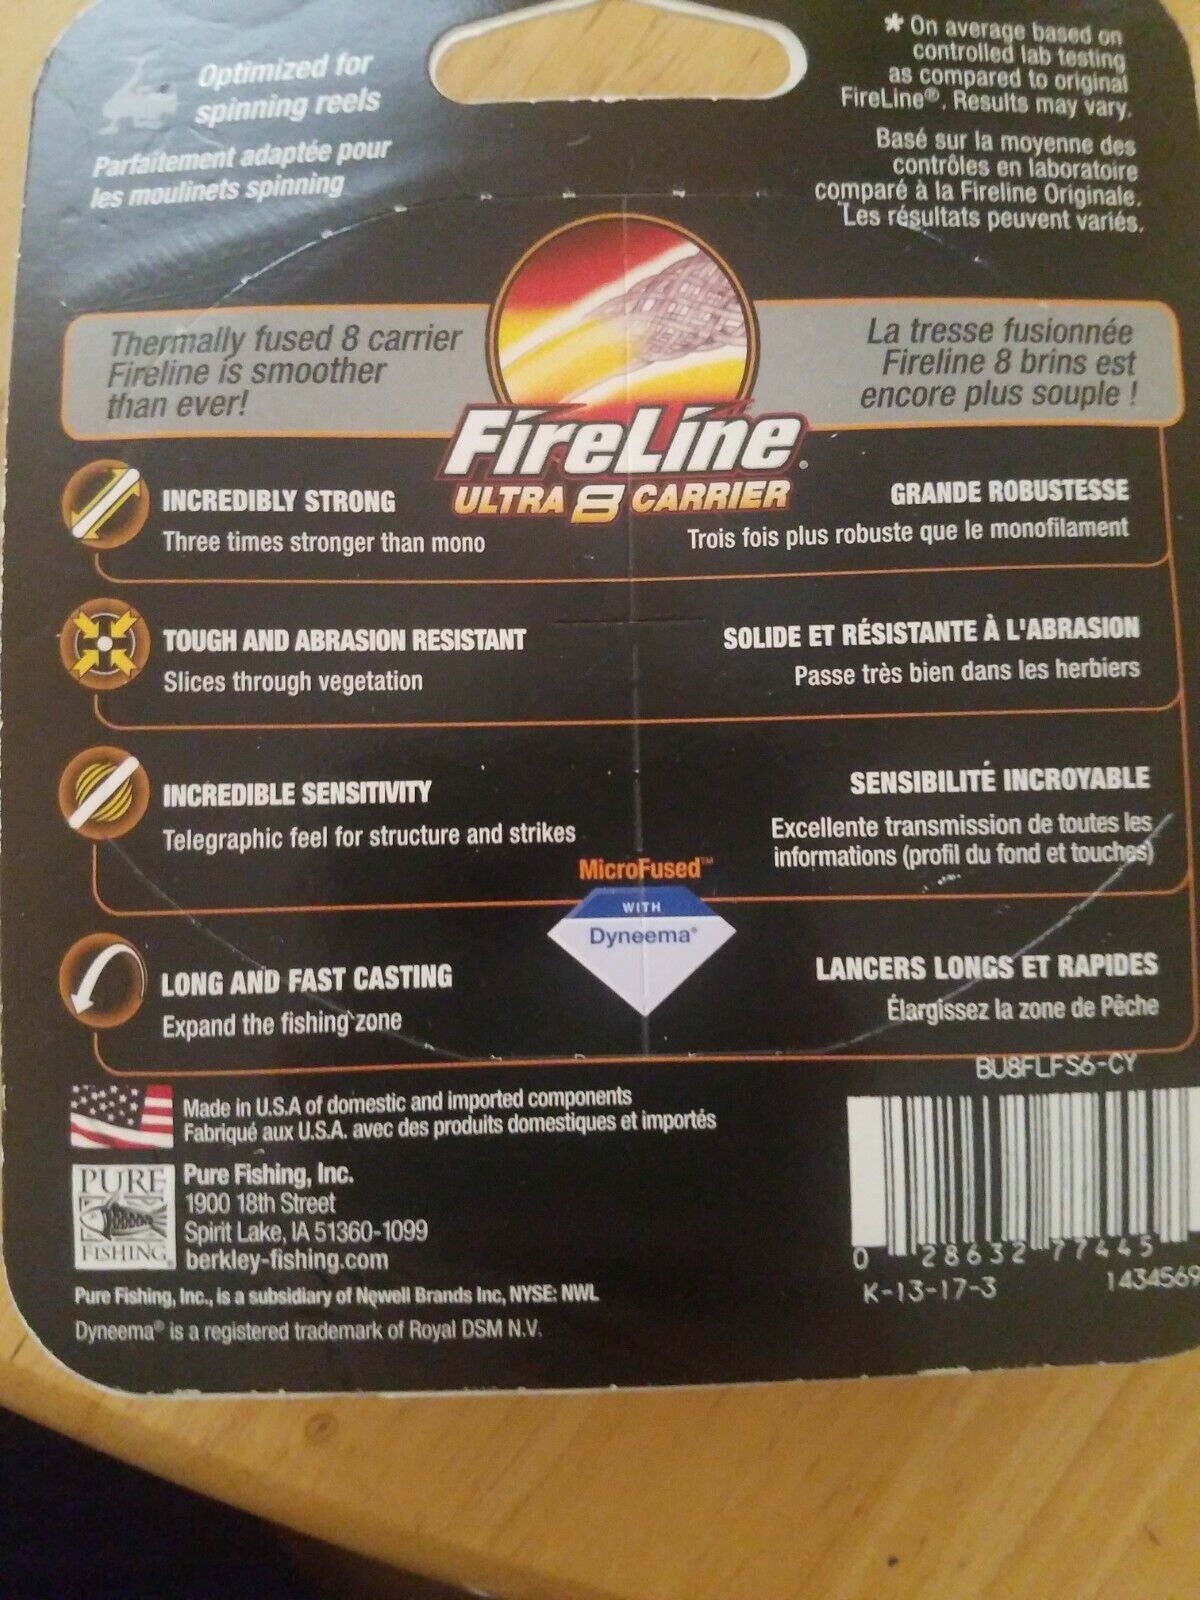 Optimized for
spinning reels
Parfaitement adaptée pour
les moulinets spinning
* On average based on
controlled lab testing
as compared to original
FireLine®. Results may vary.
Basé sur la moyenne des
contrôles en laboratoire
comparé à la Fireline Originale.
Les résultats peuvent variés.
Thermally fused 8 carrier
Fireline is smoother
than ever!
La tresse fusionnée
Fireline 8 brins est
encore plus souple !
FireLine®
ULTRA 8 CARRIER
INCREDIBLY STRONG
Three times stronger than mono
GRANDE ROBUSTESSE
Trois fois plus robuste que le monofilament
TOUGH AND ABRASION RESISTANT
Slices through vegetation
SOLIDE ET RÉSISTANTE À L'ABRASION
Passe très bien dans les herbiers
INCREDIBLE SENSITIVITY
Telegraphic feel for structure and strikes
SENSIBILITÉ INCROYABLE
Excellente transmission de toutes les
informations (profil du fond et touches)
MicroFused™
WITH
Dyneema®
LONG AND FAST CASTING
Expand the fishing zone
LANCERS LONGS ET RAPIDES
Élargissez la zone de Pêche
BU8FLFS6-CY
Made in U.S.A of domestic and imported components
Fabriqué aux U.S.A. avec des produits domestiques et importés
PURE
FISHING
Pure Fishing, Inc.
1900 18th Street
Spirit Lake, IA 51360-1099
berkley-fishing.com
0 28632 77445
K-13-17-3 1434569
Pure Fishing, Inc., is a subsidiary of Newell Brands Inc, NYSE: NWL
Dyneema® is a registered trademark of Royal DSM N.V.